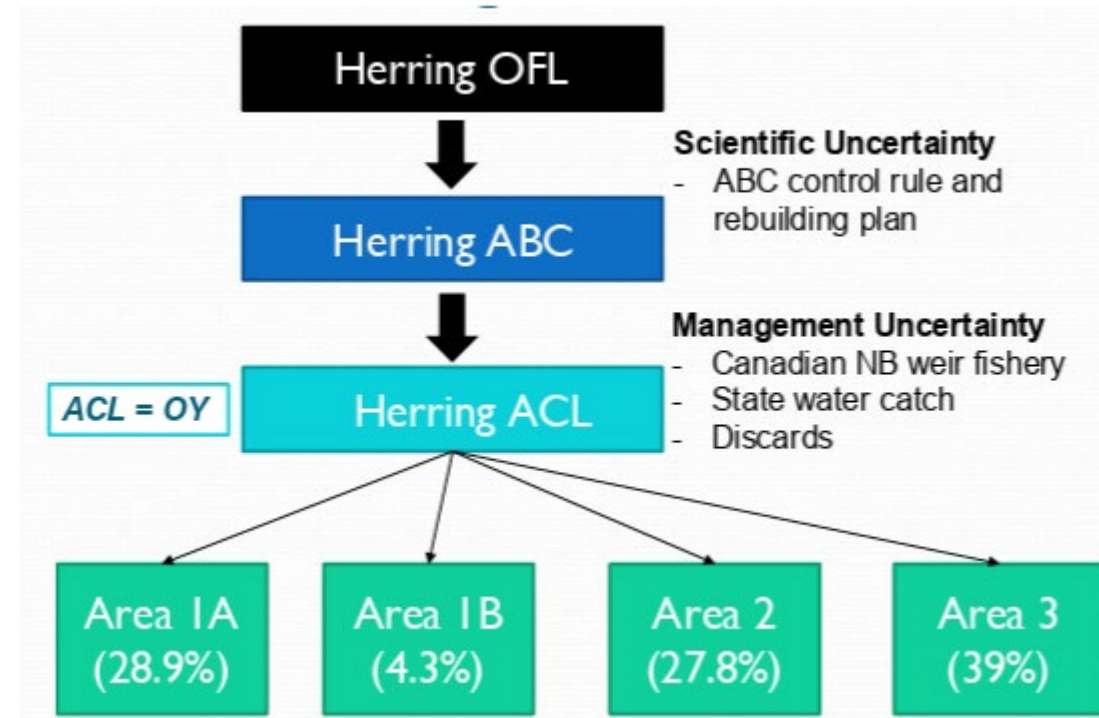 Herring OFL
Scientific Uncertainty
- ABC control rule and
rebuilding plan
Herring ABC
Management Uncertainty
- Canadian NB weir fishery
- State water catch
- Discards
ACL = OY
Herring ACL
Area 1A
(28.9%)
Area 1B
(4.3%)
Area 2
(27.8%)
Area 3
(39%)